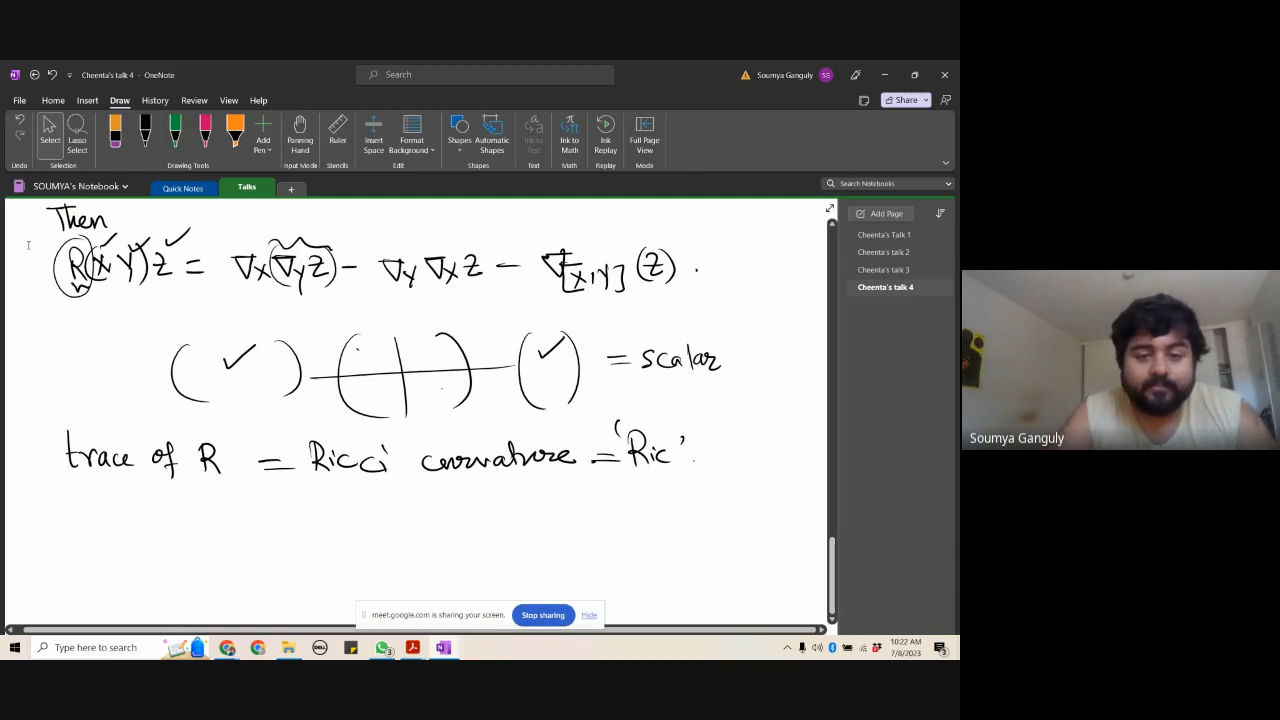 Cheenta's talk 4 - OneNote
Search
Soumya Ganguly SG
File Home Insert Draw History Review View Help
Share
Select
Lasso Select
Add Pen
Panning Hand
Ruler
Insert Space
Format Background
Shapes
Automatic Shapes
Ink to Text
Ink to Math
Ink Replay
Full Page View
Undo Selection Drawing Tools Input Mode Stencils Edit Shapes Text Math Replay Mode
SOUMYA's Notebook Quick Notes Talks + Search Notebooks
Add Page
Cheenta's Talk 1
Cheenta's talk 2
Cheenta's talk 3
Cheenta's talk 4
Then
R(X, Y) Z = ∇X(∇Y Z) - ∇Y ∇X Z - ∇[X,Y] (Z) .
( ✓ ) ( ) ( ✓ ) = scalar
trace of R = Ricci curvature = 'Ric' .
meet.google.com is sharing your screen. Stop sharing Hide
Soumya Ganguly
Type here to search
DELL
3
10:22 AM
7/8/2023
3